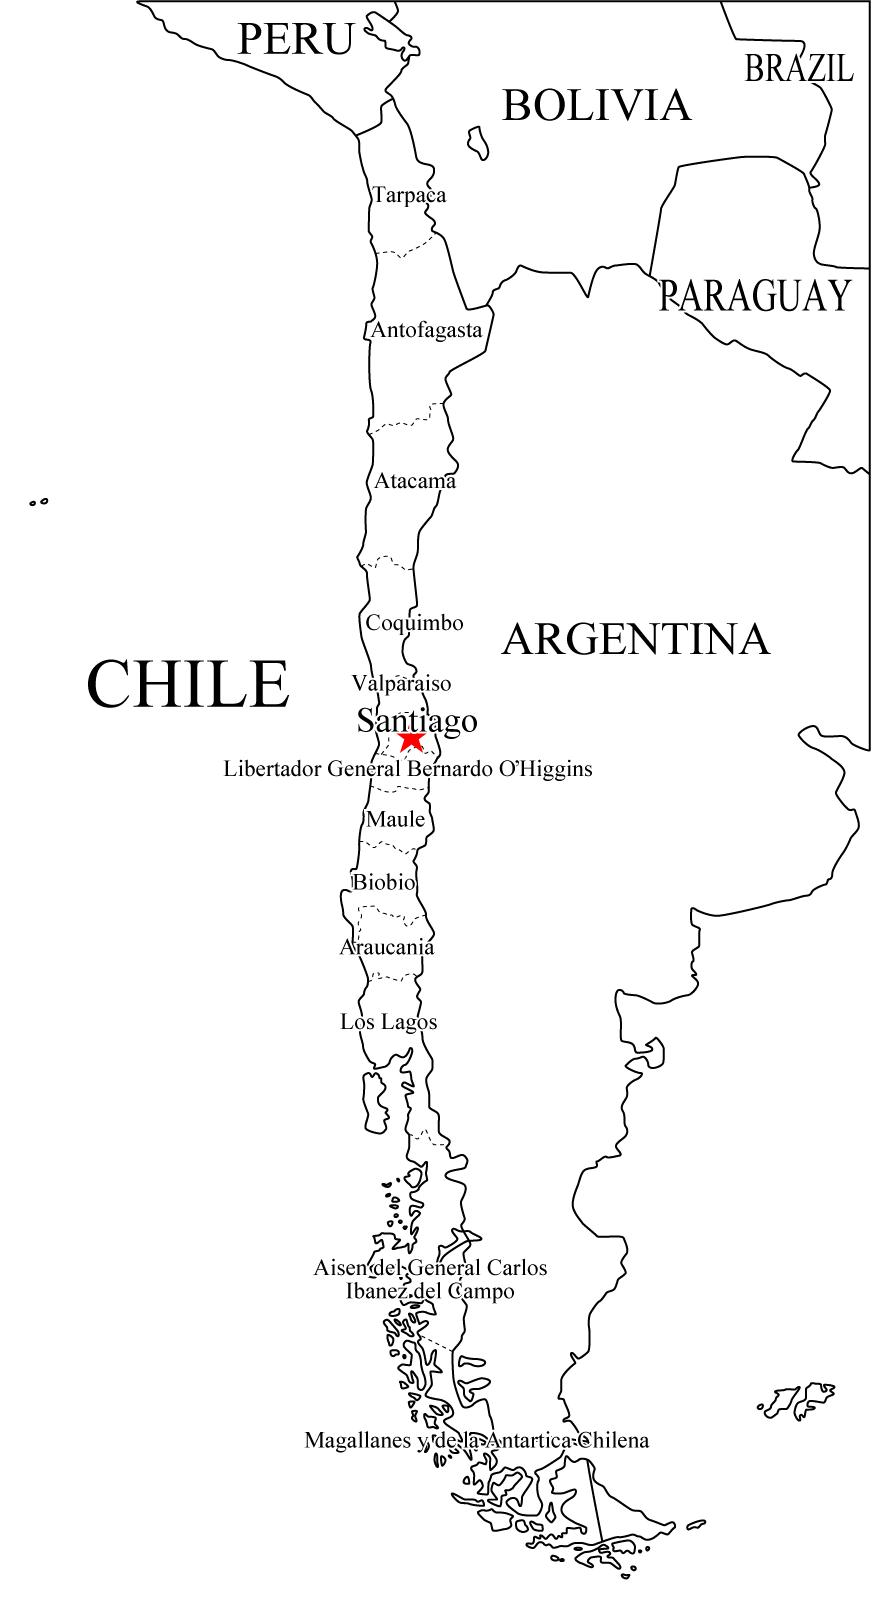 PERU
BRAZIL
BOLIVIA
Tarpaca
PARAGUAY
Antofagasta
Atacama
Coquimbo
ARGENTINA
CHILE
Valparaiso
Santiago
Libertador General Bernardo O'Higgins
Maule
Biobio
Araucania
Los Lagos
Aisen del General Carlos
Ibanez del Campo
Magallanes y de la Antartica Chilena